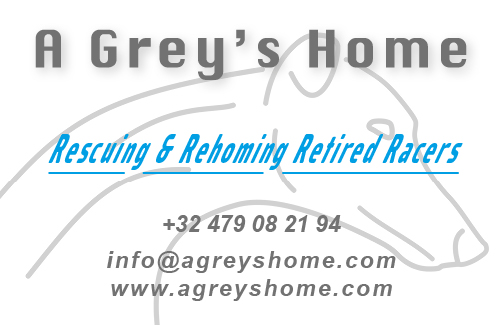 A Grey's Home
Rescuing & Rehoming Retired Racers
+32 479 08 21 94
info@agreyshome.com
www.agreyshome.com